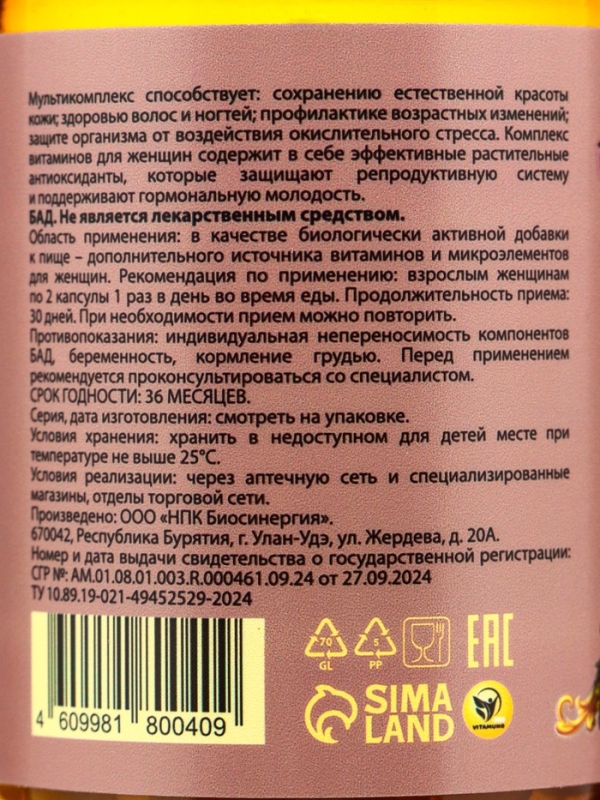 Мультикомплекс способствует: сохранению естественной красоты
кожи; здоровью волос и ногтей; профилактике возрастных изменений;
защите организма от воздействия окислительного стресса. Комплекс
витаминов для женщин содержит в себе эффективные растительные
антиоксиданты, которые защищают репродуктивную систему
и поддерживают гормональную молодость.
БАД. Не является лекарственным средством.
Область применения: в качестве биологически активной добавки
к пище – дополнительного источника витаминов и микроэлементов
для женщин. Рекомендация по применению: взрослым женщинам
по 2 капсулы 1 раз в день во время еды. Продолжительность приема:
30 дней. При необходимости прием можно повторить.
Противопоказания: индивидуальная непереносимость компонентов
БАД, беременность, кормление грудью. Перед применением
рекомендуется проконсультироваться со специалистом.
СРОК ГОДНОСТИ: 36 МЕСЯЦЕВ.
Серия, дата изготовления: смотреть на упаковке.
Условия хранения: хранить в недоступном для детей месте при
температуре не выше 25°С.
Условия реализации: через аптечную сеть и специализированные
магазины, отделы торговой сети.
Произведено: ООО «НПК Биосинергия».
670042, Республика Бурятия, г. Улан-Удэ, ул. Жердева, д. 20А.
Номер и дата выдачи свидетельства о государственной регистрации:
СГР №: AM.01.08.01.003.R.000461.09.24 от 27.09.2024
ТУ 10.89.19-021-49452529-2024
70 5 EAC
GL PP
SIMA
LAND
VITAMUNE
4 609981 800409